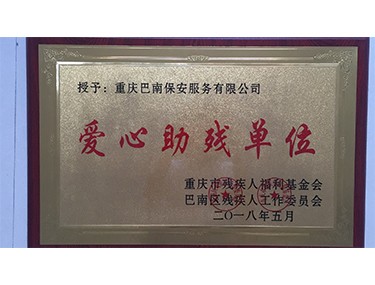 授予：重庆巴南保安服务有限公司
爱心助残单位
重庆市残疾人福利基金会
巴南区残疾人工作委员会
二〇一八年五月